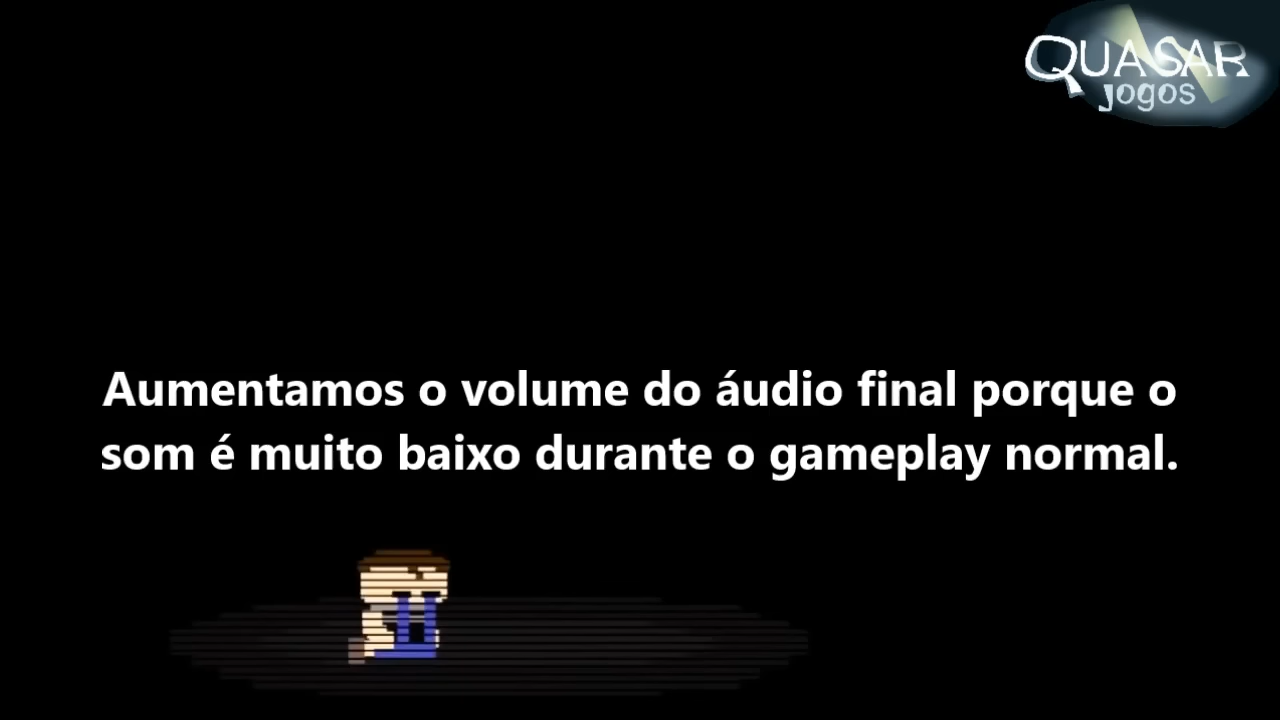 QUASAR
jogos
Aumentamos o volume do áudio final porque o
som é muito baixo durante o gameplay normal.